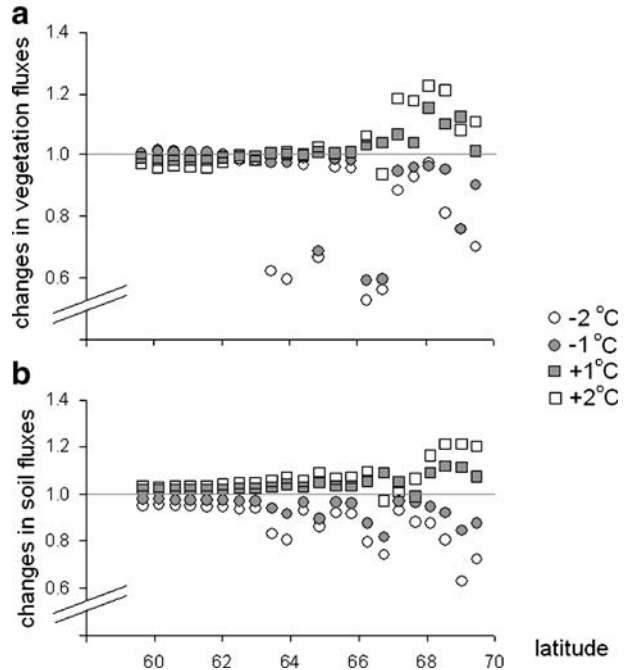 a
changes in vegetation fluxes
1.4
1.2
1.0
0.8
0.6
b
changes in soil fluxes
1.4
1.2
1.0
0.8
0.6
60 62 64 66 68 70
latitude
-2 °C
-1°C
+1°C
+2°C